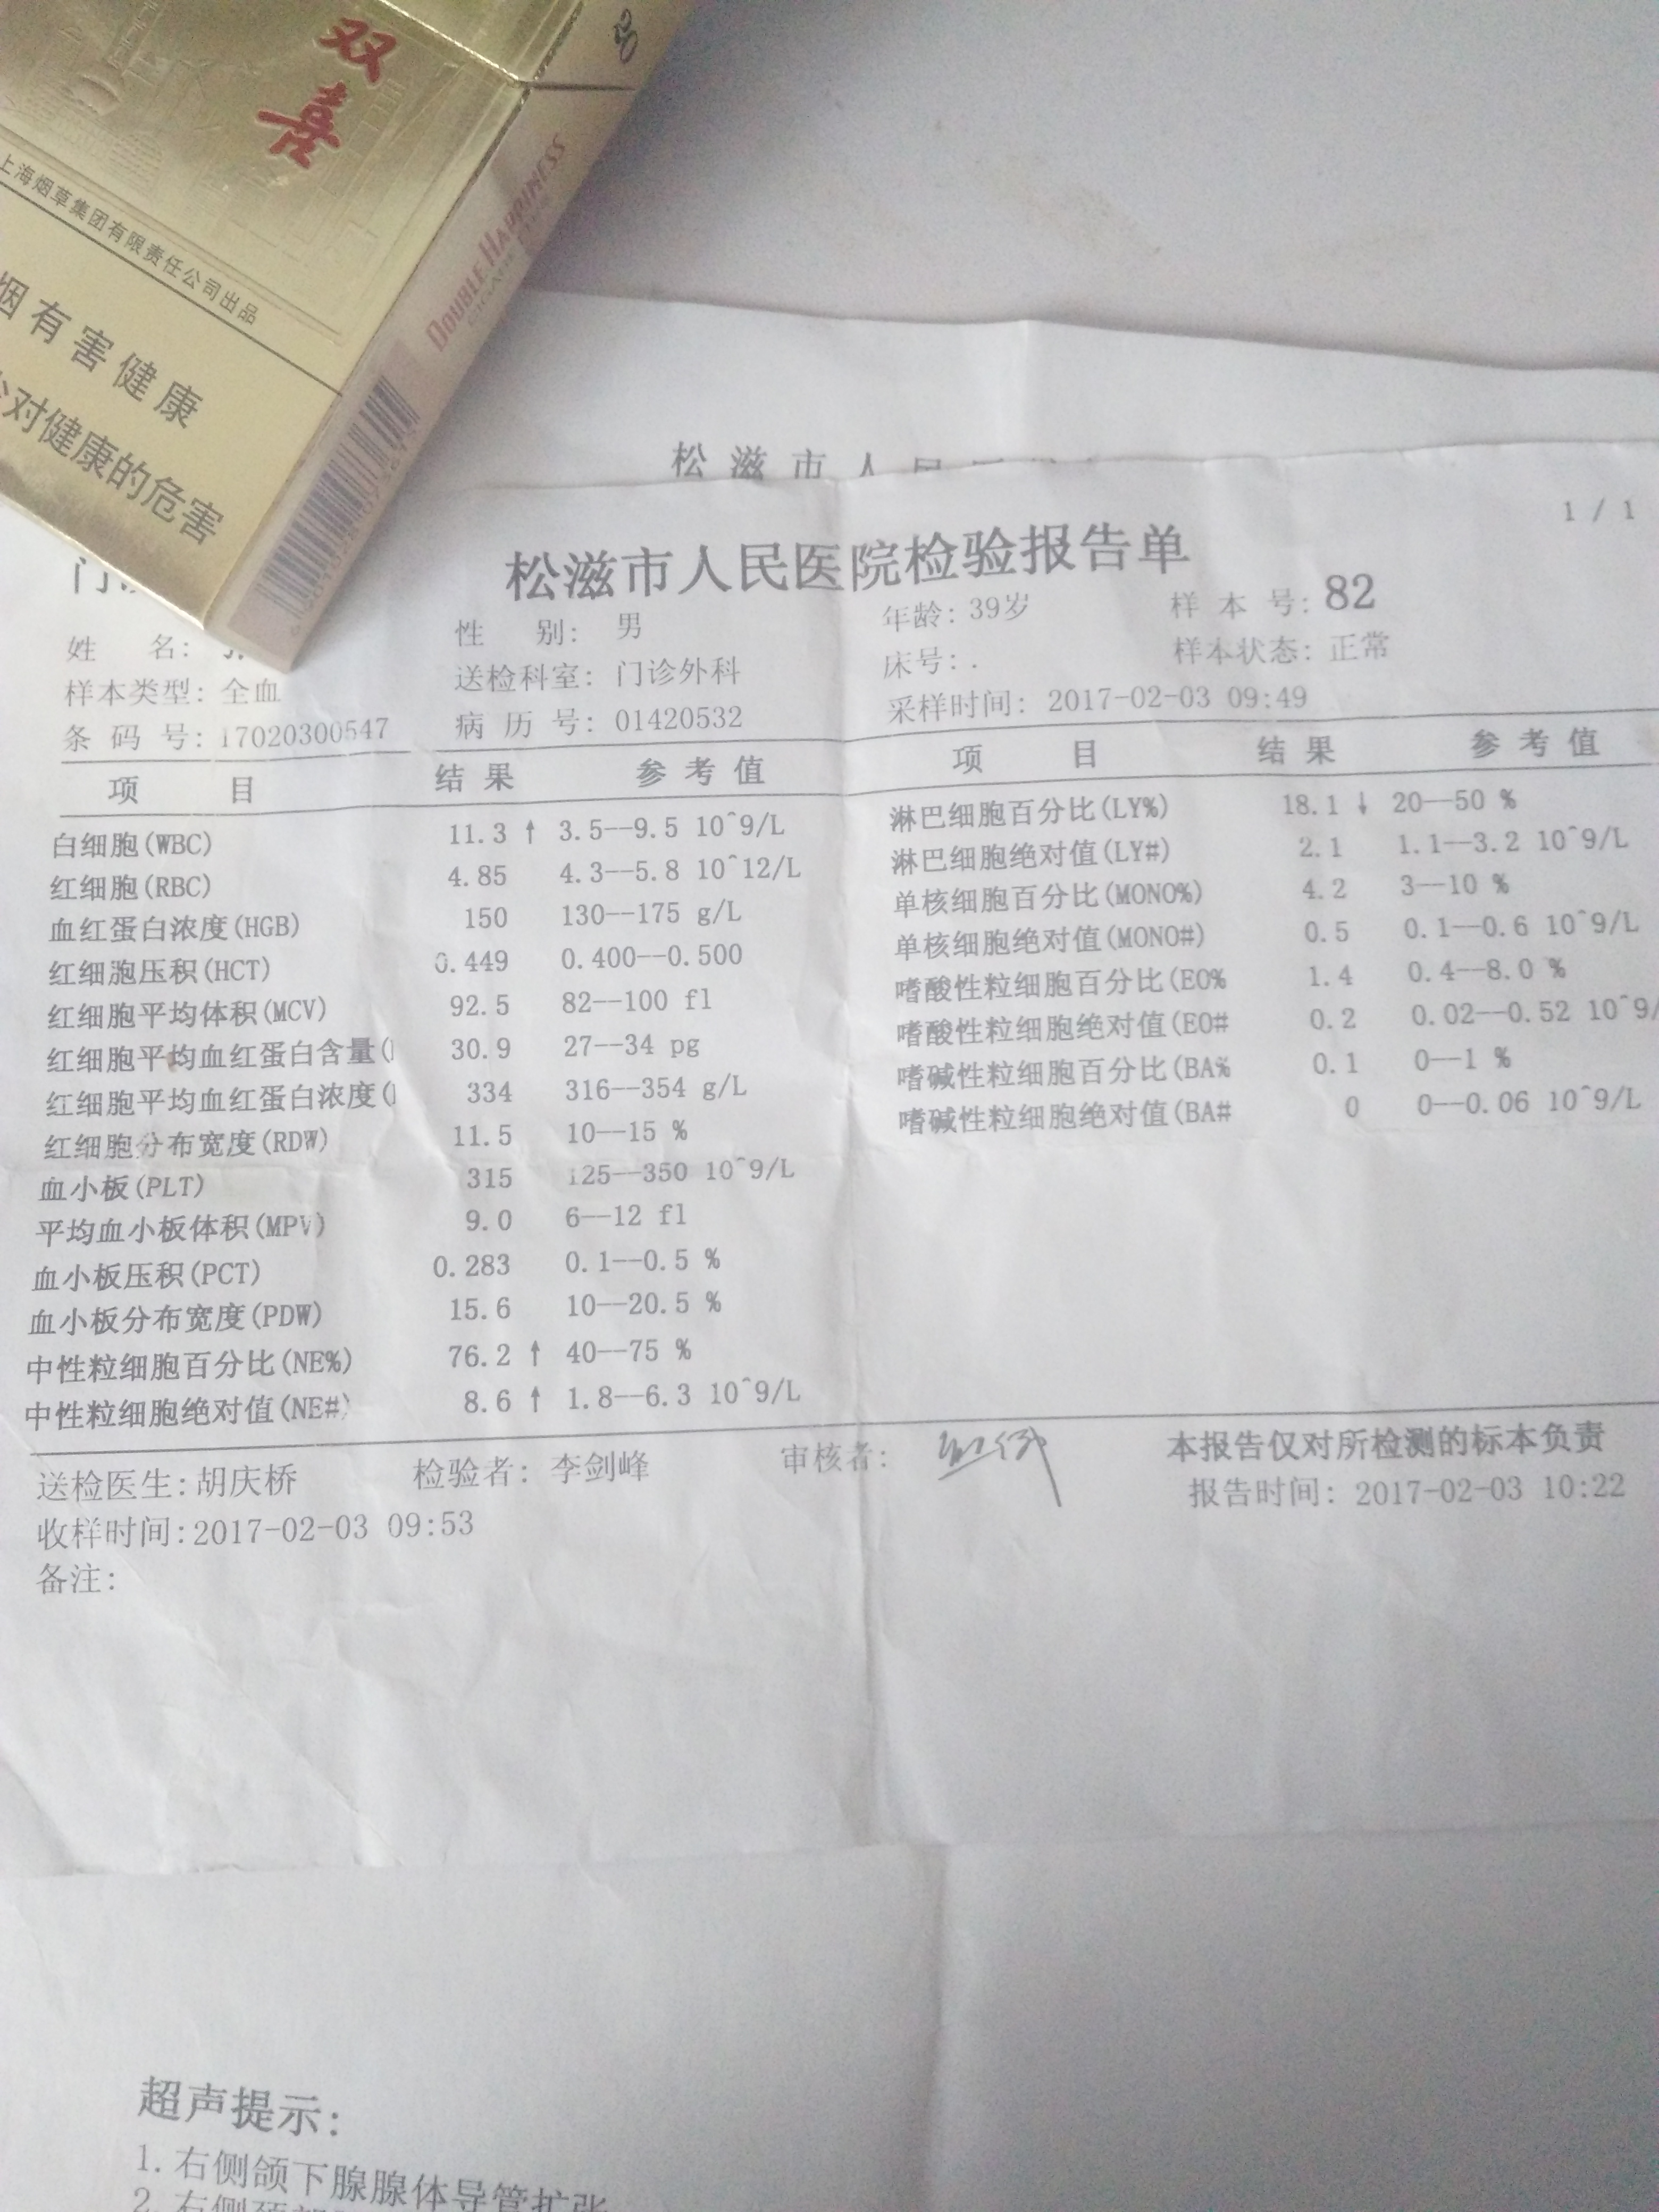 双喜
上海烟草集团有限责任公司出品
DOUBLE HAPPINESS
烟有害健康
对健康的危害
松滋市人民
1 / 1
松滋市人民医院检验报告单
姓 名: 性 别: 男 年龄: 39岁 样 本 号: 82
样本类型: 全血 送检科室: 门诊外科 床号: . 样本状态: 正常
条 码 号: 17020300547 病 历 号: 01420532 采样时间: 2017-02-03 09:49
项 目 结 果 参 考 值 项 目 结 果 参 考 值
白细胞(WBC) 11.3 ↑ 3.5--9.5 10^9/L 淋巴细胞百分比(LY%) 18.1 ↓ 20--50 %
红细胞(RBC) 4.85 4.3--5.8 10^12/L 淋巴细胞绝对值(LY#) 2.1 1.1--3.2 10^9/L
血红蛋白浓度(HGB) 150 130--175 g/L 单核细胞百分比(MONO%) 4.2 3--10 %
红细胞压积(HCT) 0.449 0.400--0.500 单核细胞绝对值(MONO#) 0.5 0.1--0.6 10^9/L
红细胞平均体积(MCV) 92.5 82--100 fl 嗜酸性粒细胞百分比(EO% 1.4 0.4--8.0 %
红细胞平均血红蛋白含量( 30.9 27--34 pg 嗜酸性粒细胞绝对值(EO# 0.2 0.02--0.52 10^9/
红细胞平均血红蛋白浓度( 334 316--354 g/L 嗜碱性粒细胞百分比(BA% 0.1 0--1 %
红细胞分布宽度(RDW) 11.5 10--15 % 嗜碱性粒细胞绝对值(BA# 0 0--0.06 10^9/L
血小板(PLT) 315 125--350 10^9/L
平均血小板体积(MPV) 9.0 6--12 fl
血小板压积(PCT) 0.283 0.1--0.5 %
血小板分布宽度(PDW) 15.6 10--20.5 %
中性粒细胞百分比(NE%) 76.2 ↑ 40--75 %
中性粒细胞绝对值(NE#) 8.6 ↑ 1.8--6.3 10^9/L
送检医生: 胡庆桥 检验者: 李剑峰 审核者: 本报告仅对所检测的标本负责
收样时间: 2017-02-03 09:53 报告时间: 2017-02-03 10:22
备注:
超声提示:
1. 右侧颌下腺腺体导管扩张
2. 右侧颈部